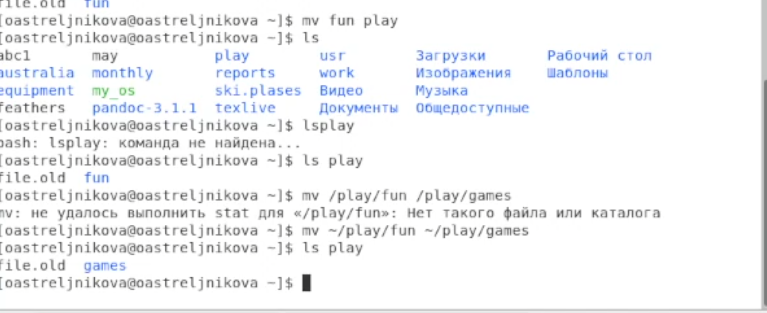 file.old  fun
[oastreljnikova@oastreljnikova ~]$ mv fun play
[oastreljnikova@oastreljnikova ~]$ ls
abc1       may           play       usr        Загрузки       Рабочий стол
australia  monthly       reports    work       Изображения    Шаблоны
equipment  my_os         ski.plases  Видео      Музыка
feathers   pandoc-3.1.1  texlive    Документы  Общедоступные
[oastreljnikova@oastreljnikova ~]$ lsplay
bash: lsplay: команда не найдена...
[oastreljnikova@oastreljnikova ~]$ ls play
file.old  fun
[oastreljnikova@oastreljnikova ~]$ mv /play/fun /play/games
mv: не удалось выполнить stat для «/play/fun»: Нет такого файла или каталога
[oastreljnikova@oastreljnikova ~]$ mv ~/play/fun ~/play/games
[oastreljnikova@oastreljnikova ~]$ ls play
file.old  games
[oastreljnikova@oastreljnikova ~]$